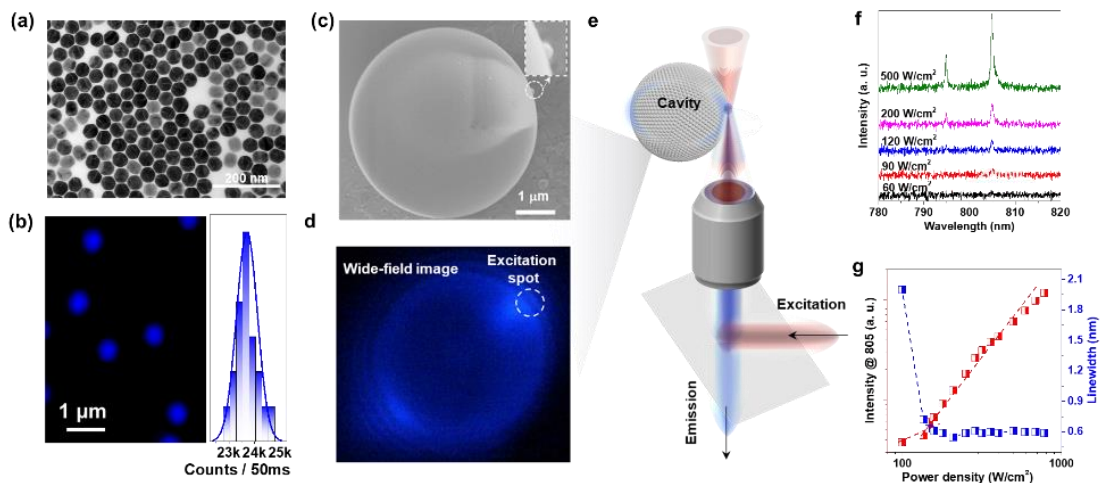 (a)
200 nm
(b)
1 µm
23k 24k 25k
Counts / 50ms
(c)
1 µm
d
Wide-field image
Excitation
spot
e
Cavity
Excitation
Emission
f
Intensity (a. u.)
500 W/cm²
200 W/cm²
120 W/cm²
90 W/cm²
60 W/cm²
780 790 800 810 820
Wavelength (nm)
g
Intensity @ 805 (a. u.)
2.1
1.8
1.5
1.2
0.9
0.6
Linewidth (nm)
100 1000
Power density (W/cm²)